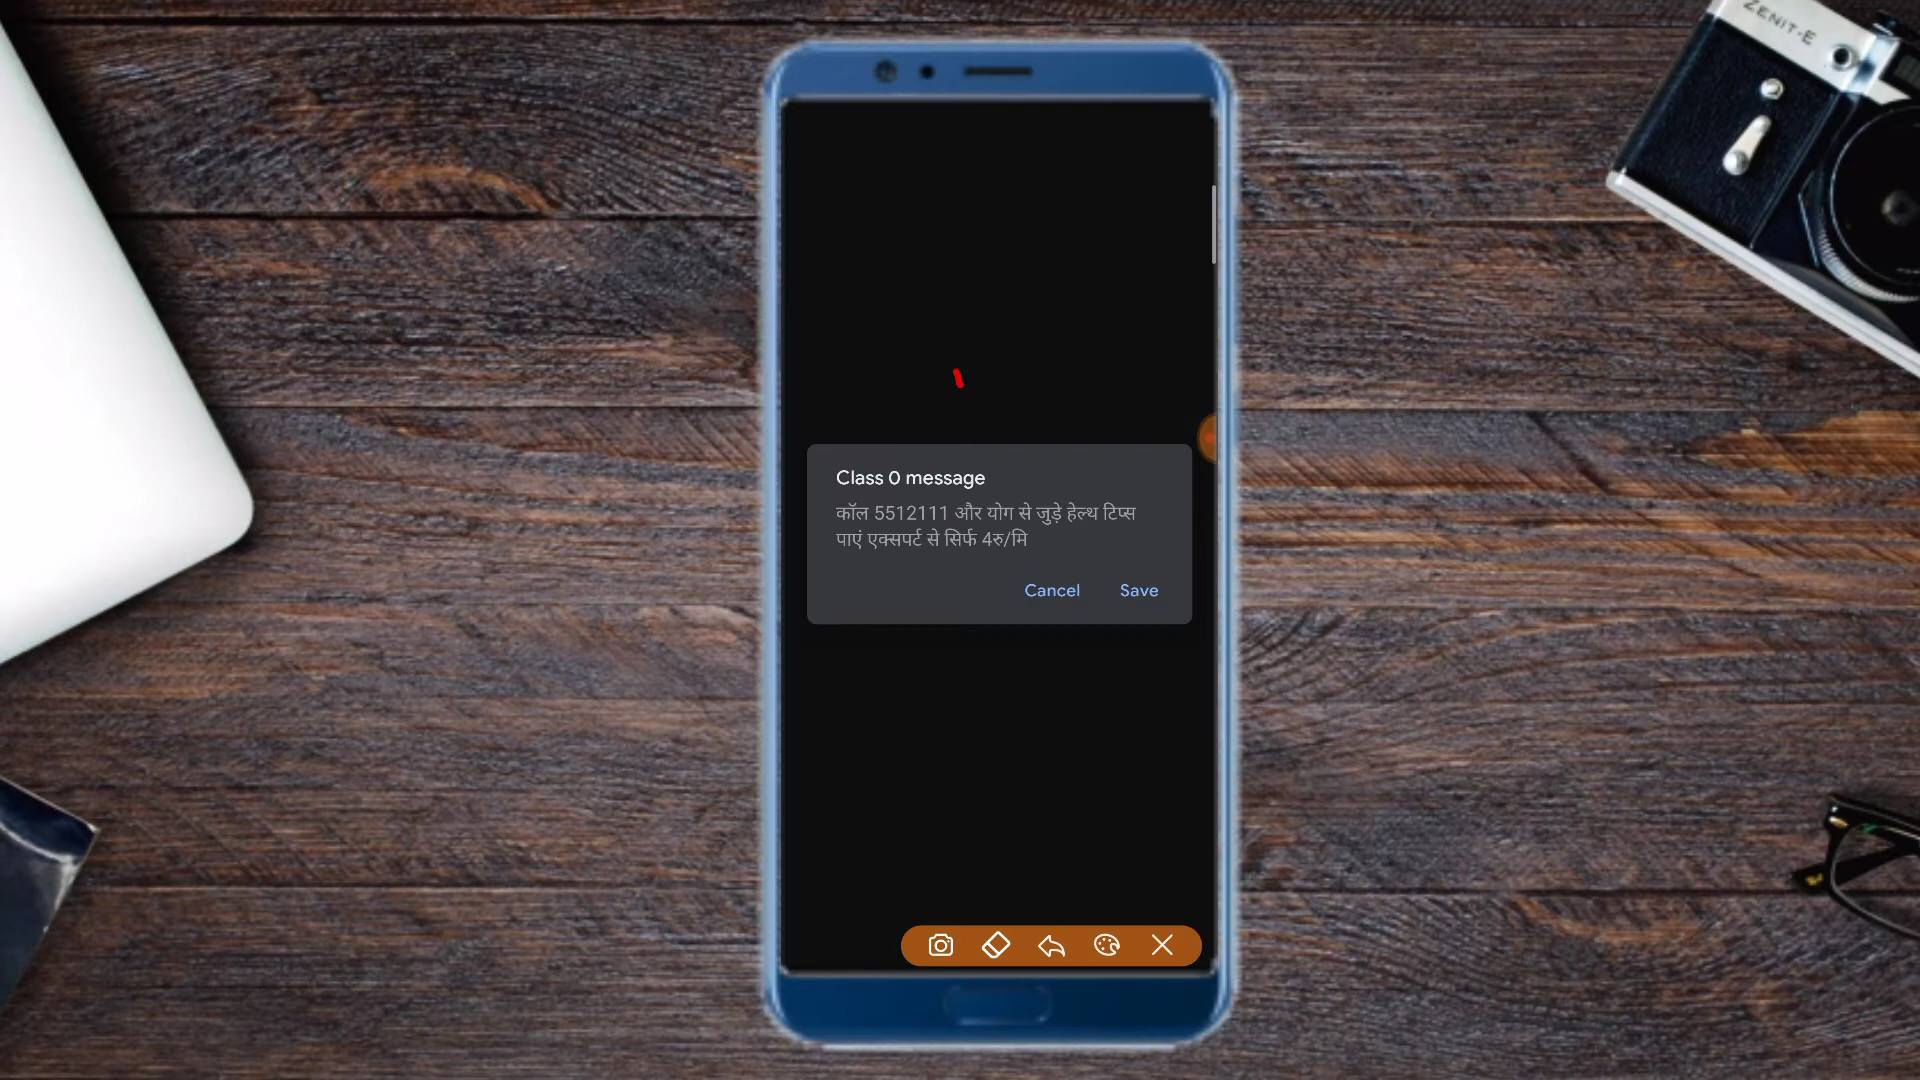 ZENIT-E
Class 0 message
कॉल 5512111 और योग से जुड़े हेल्थ टिप्स
पाएं एक्सपर्ट से सिर्फ 4रु/मि
Cancel Save